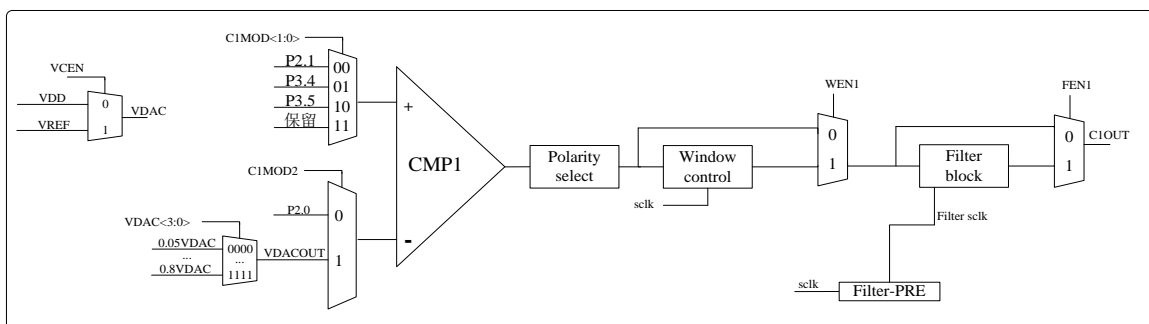 C1MOD<1:0>
P2.1
P3.4
P3.5
保留
00
01
10
11
VCEN
VDD
VREF
0
1
VDAC
+
-
CMP1
C1MOD2
P2.0
0
1
VDAC<3:0>
0.05VDAC
...
0.8VDAC
0000
...
1111
VDACOUT
Polarity
select
Window
control
sclk
WEN1
0
1
Filter
block
Filter sclk
sclk
Filter-PRE
FEN1
0
1
C1OUT